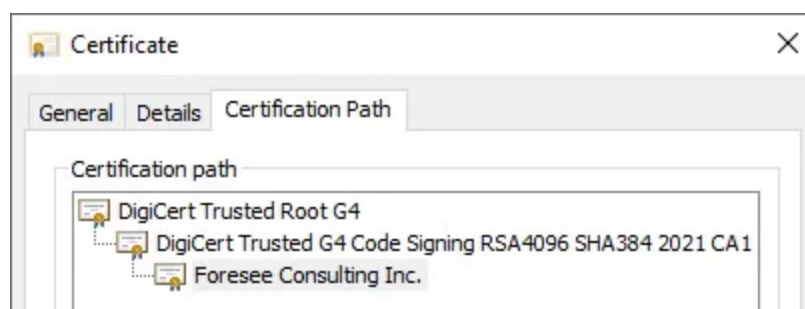 Certificate
General Details Certification Path
Certification path
DigiCert Trusted Root G4
DigiCert Trusted G4 Code Signing RSA4096 SHA384 2021 CA1
Foresee Consulting Inc.